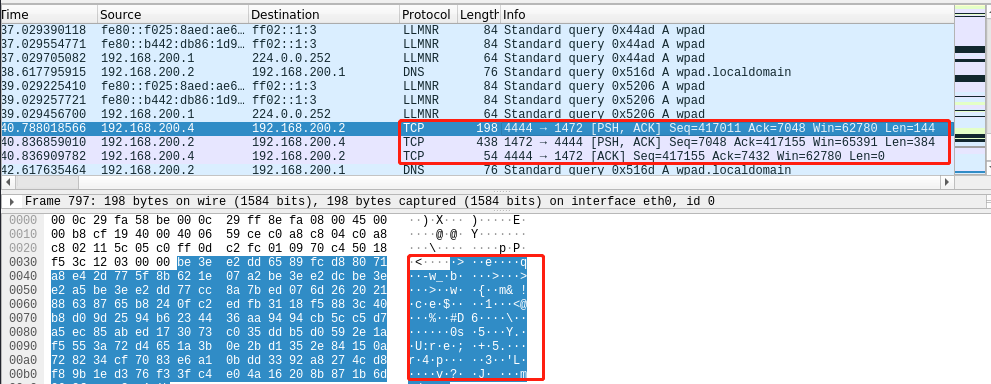 Time Source Destination Protocol Length Info
37.029390118 fe80::f025:8aed:ae6… ff02::1:3 LLMNR 84 Standard query 0x44ad A wpad
37.029554771 fe80::b442:db86:1d9… ff02::1:3 LLMNR 84 Standard query 0x44ad A wpad
37.029705082 192.168.200.1 224.0.0.252 LLMNR 64 Standard query 0x44ad A wpad
38.617795915 192.168.200.2 192.168.200.1 DNS 76 Standard query 0x516d A wpad.localdomain
39.029225410 fe80::f025:8aed:ae6… ff02::1:3 LLMNR 84 Standard query 0x5206 A wpad
39.029257721 fe80::b442:db86:1d9… ff02::1:3 LLMNR 84 Standard query 0x5206 A wpad
39.029456700 192.168.200.1 224.0.0.252 LLMNR 64 Standard query 0x5206 A wpad
40.788018566 192.168.200.4 192.168.200.2 TCP 198 4444 → 1472 [PSH, ACK] Seq=417011 Ack=7048 Win=62780 Len=144
40.836859010 192.168.200.2 192.168.200.4 TCP 438 1472 → 4444 [PSH, ACK] Seq=7048 Ack=417155 Win=65391 Len=384
40.836909782 192.168.200.4 192.168.200.2 TCP 54 4444 → 1472 [ACK] Seq=417155 Ack=7432 Win=62780 Len=0
42.617635464 192.168.200.2 192.168.200.1 DNS 76 Standard query 0x516d A wpad.localdomain
Frame 797: 198 bytes on wire (1584 bits), 198 bytes captured (1584 bits) on interface eth0, id 0
0000 00 0c 29 fa 58 be 00 0c 29 ff 8e fa 08 00 45 00 ··)·X···)·····E·
0010 00 b8 cf 19 40 00 40 06 59 ce c0 a8 c8 04 c0 a8 ····@·@·Y·······
0020 c8 02 11 5c 05 c0 ff 0d c2 fc 01 09 70 c4 50 18 ···\········p·P·
0030 f5 3c 12 03 00 00 be 3e e2 dd 65 89 fc d8 80 71 ·<·····>··e····q
0040 a8 e4 2d 77 5f 8b 62 1e 07 a2 be 3e e2 dc be 3e ··-w_·b····>···>
0050 e2 a5 be 3e e2 dd 77 cc 8a 7b ed 07 6d 26 20 21 ···>··w··{··m& !
0060 88 63 87 65 b8 24 0f c2 ed fb 31 18 f5 88 3c 40 ·c·e·$····1···<@
0070 b8 d0 9d 25 94 b6 23 44 36 aa 94 94 cb 5c c5 d7 ···%··#D6····\··
0080 a5 ec 85 ab ed 17 30 73 c0 35 dd b5 d0 59 2e 1a ······0s·5···Y.·
0090 f5 55 3a 72 d4 65 1a 3b 0e 2b d1 35 2e 84 15 0a ·U:r·e·;·+·5.···
00a0 72 82 34 cf 70 83 e6 a1 0b dd 33 92 a8 27 4c d8 r·4·p·····3··'L·
00b0 f8 9b 1e d3 76 f3 3f c4 e0 4a 16 20 8b 87 1b 6d ····v·?··J· ···m